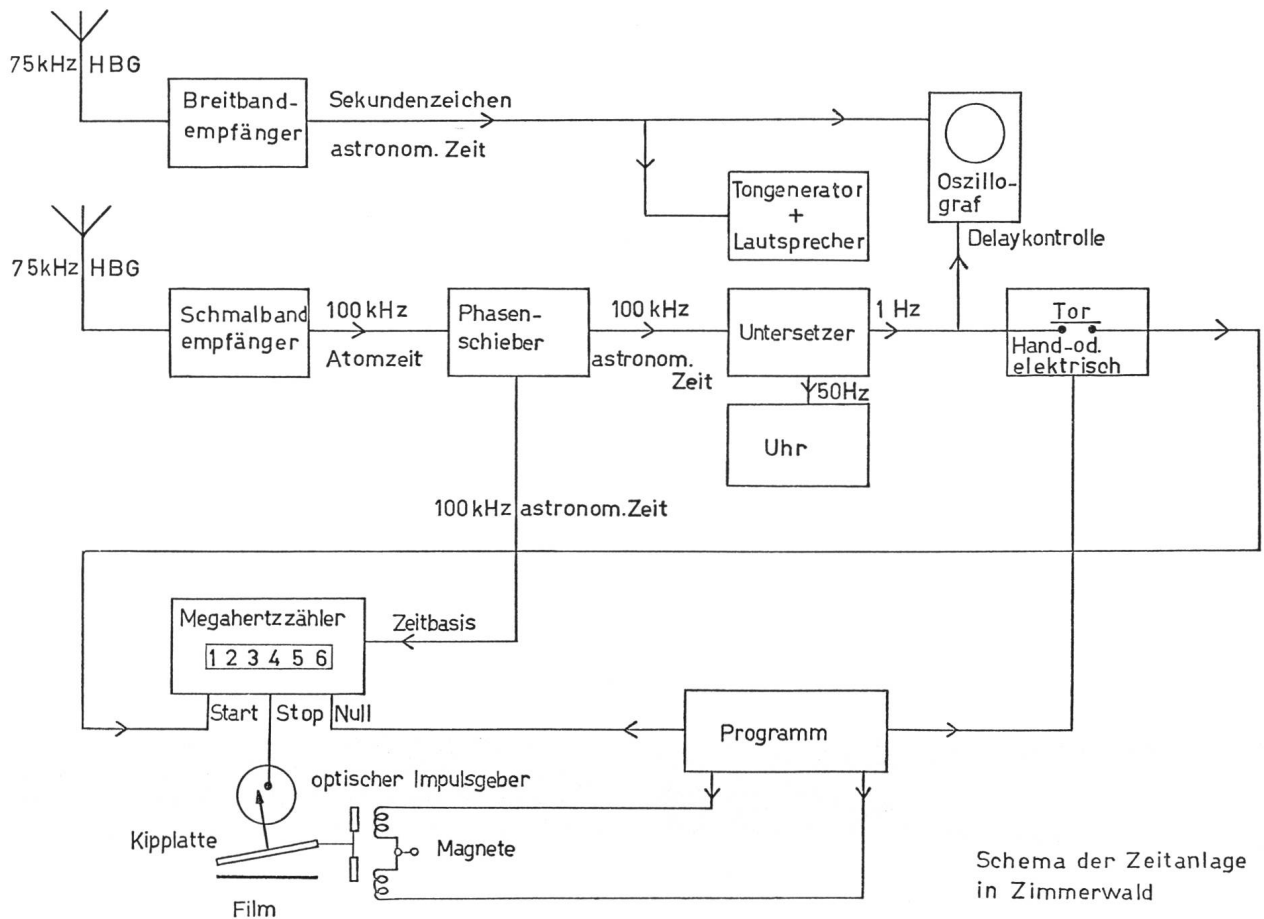 75kHz HBG
Breitband-
empfänger
Sekundenzeichen
astronom. Zeit
Oszillo-
graf
Tongenerator
+
Lautsprecher
Delaykontrolle
75kHz HBG
Schmalband
empfänger
100 kHz
Atomzeit
Phasen-
schieber
100 kHz
astronom.
Zeit
Untersetzer
1 Hz
Tor
Hand-od.
elektrisch
50Hz
Uhr
100 kHz astronom. Zeit
Megahertzzähler
1 2 3 4 5 6
Zeitbasis
Start Stop Null
Programm
optischer Impulsgeber
Kipplatte
Magnete
Film
Schema der Zeitanlage
in Zimmerwald